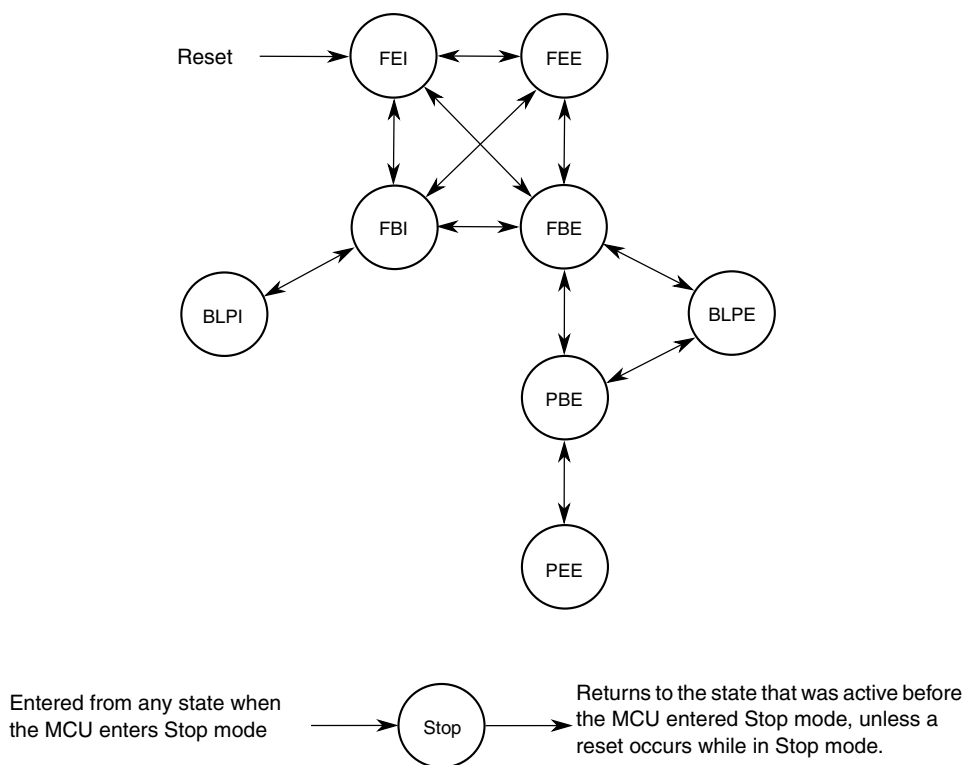 Reset
FEI
FEE
FBI
FBE
BLPI
BLPE
PBE
PEE
Entered from any state when
the MCU enters Stop mode
Stop
Returns to the state that was active before
the MCU entered Stop mode, unless a
reset occurs while in Stop mode.